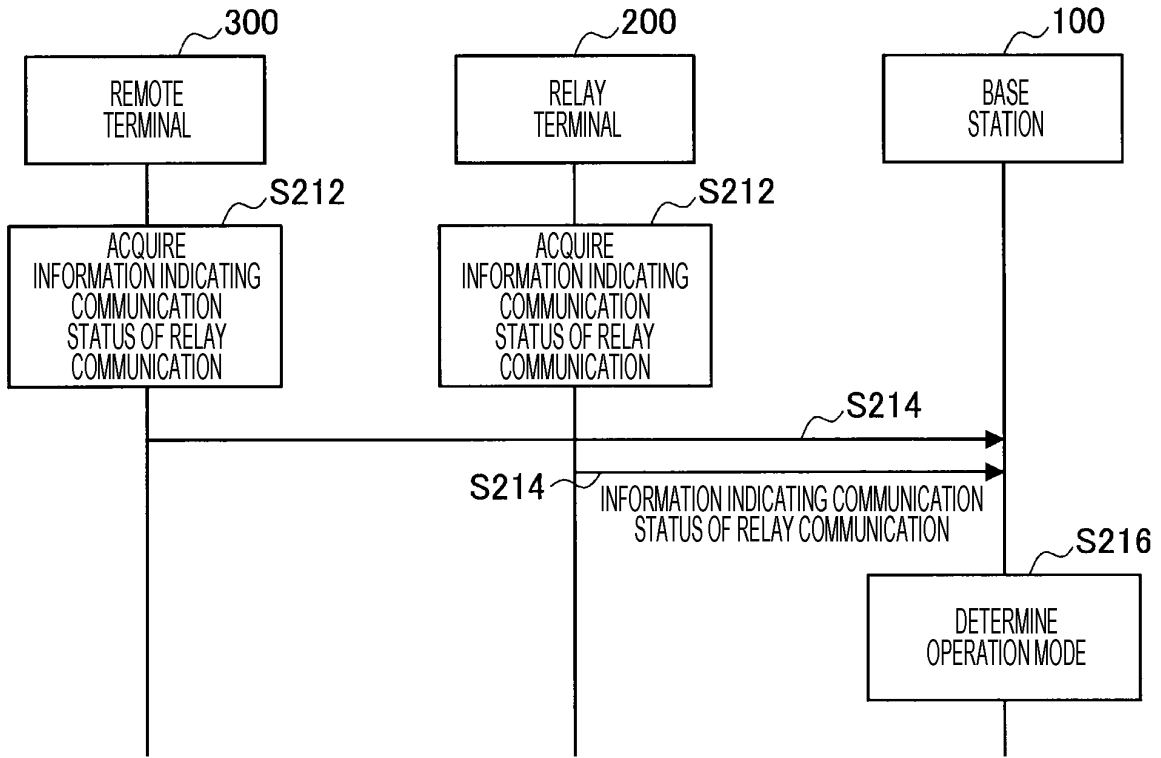 300
200
100
REMOTE
TERMINAL
RELAY
TERMINAL
BASE
STATION
S212
S212
ACQUIRE
INFORMATION INDICATING
COMMUNICATION
STATUS OF RELAY
COMMUNICATION
ACQUIRE
INFORMATION INDICATING
COMMUNICATION
STATUS OF RELAY
COMMUNICATION
S214
S214
INFORMATION INDICATING COMMUNICATION
STATUS OF RELAY COMMUNICATION
S216
DETERMINE
OPERATION MODE